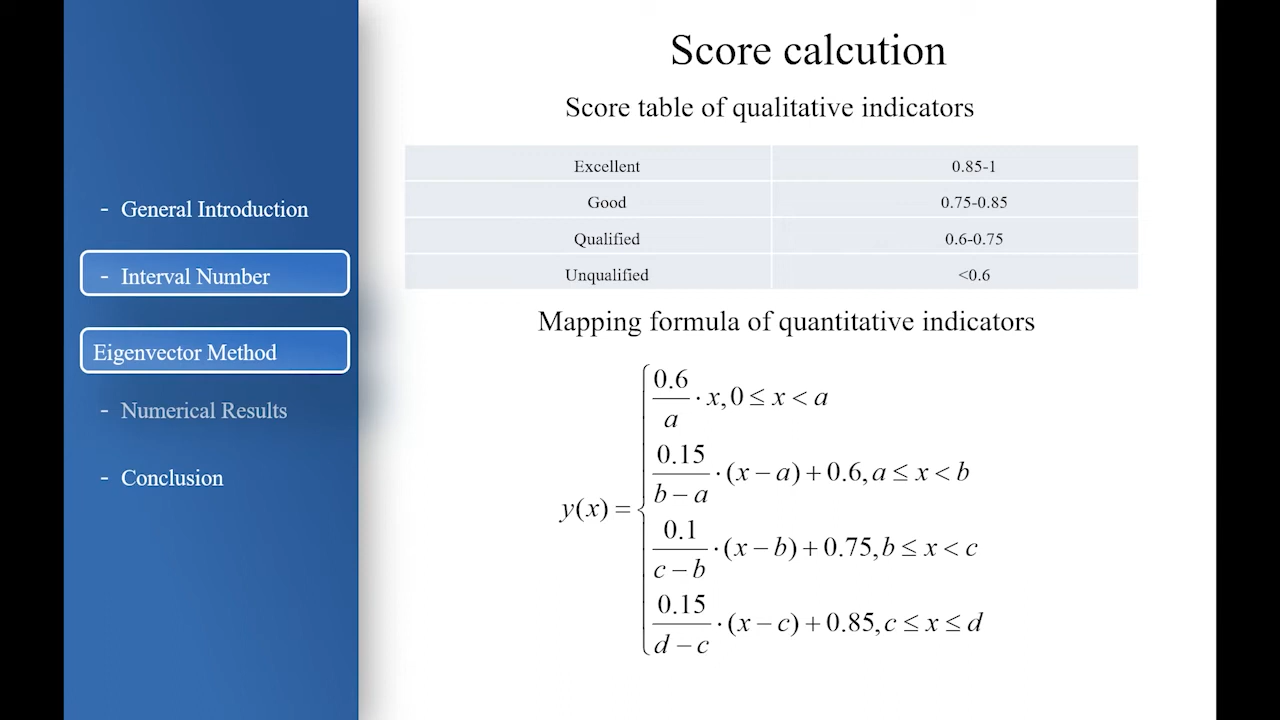 Score calcution
Score table of qualitative indicators
Excellent 0.85-1
Good 0.75-0.85
Qualified 0.6-0.75
Unqualified <0.6
Mapping formula of quantitative indicators
y(x) = { 0.6/a · x, 0 ≤ x < a
0.15/(b − a) · (x − a) + 0.6, a ≤ x < b
0.1/(c − b) · (x − b) + 0.75, b ≤ x < c
0.15/(d − c) · (x − c) + 0.85, c ≤ x ≤ d
- General Introduction
- Interval Number
Eigenvector Method
- Numerical Results
- Conclusion